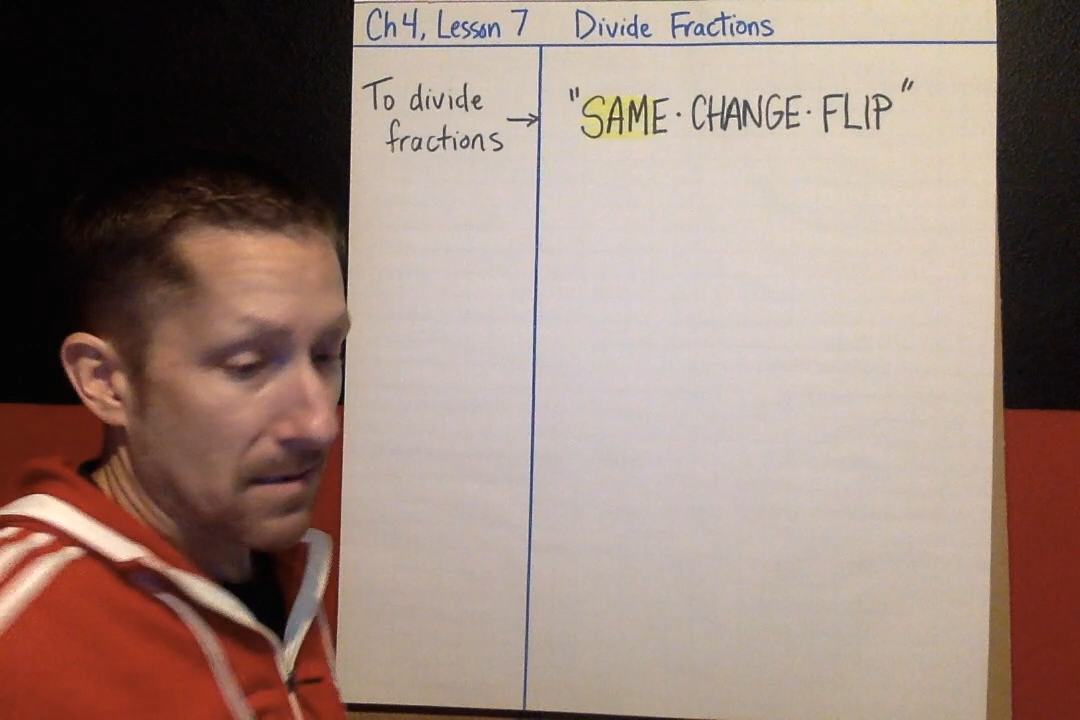 Ch 4, Lesson 7 Divide Fractions
To divide
fractions →
"SAME · CHANGE · FLIP"